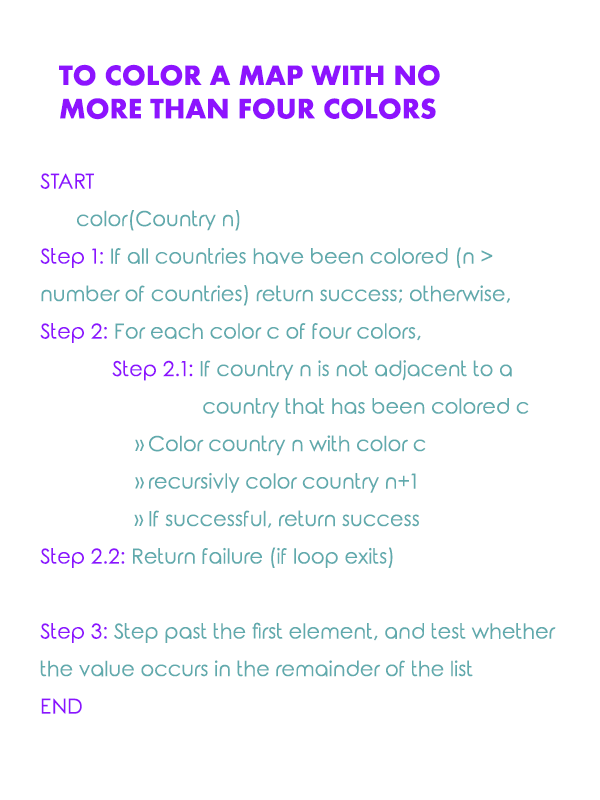 TO COLOR A MAP WITH NO
MORE THAN FOUR COLORS
START
color(Country n)
Step 1: If all countries have been colored (n >
number of countries) return success; otherwise,
Step 2: For each color c of four colors,
Step 2.1: If country n is not adjacent to a
country that has been colored c
» Color country n with color c
» recursivly color country n+1
» If successful, return success
Step 2.2: Return failure (if loop exits)
Step 3: Step past the first element, and test whether
the value occurs in the remainder of the list
END